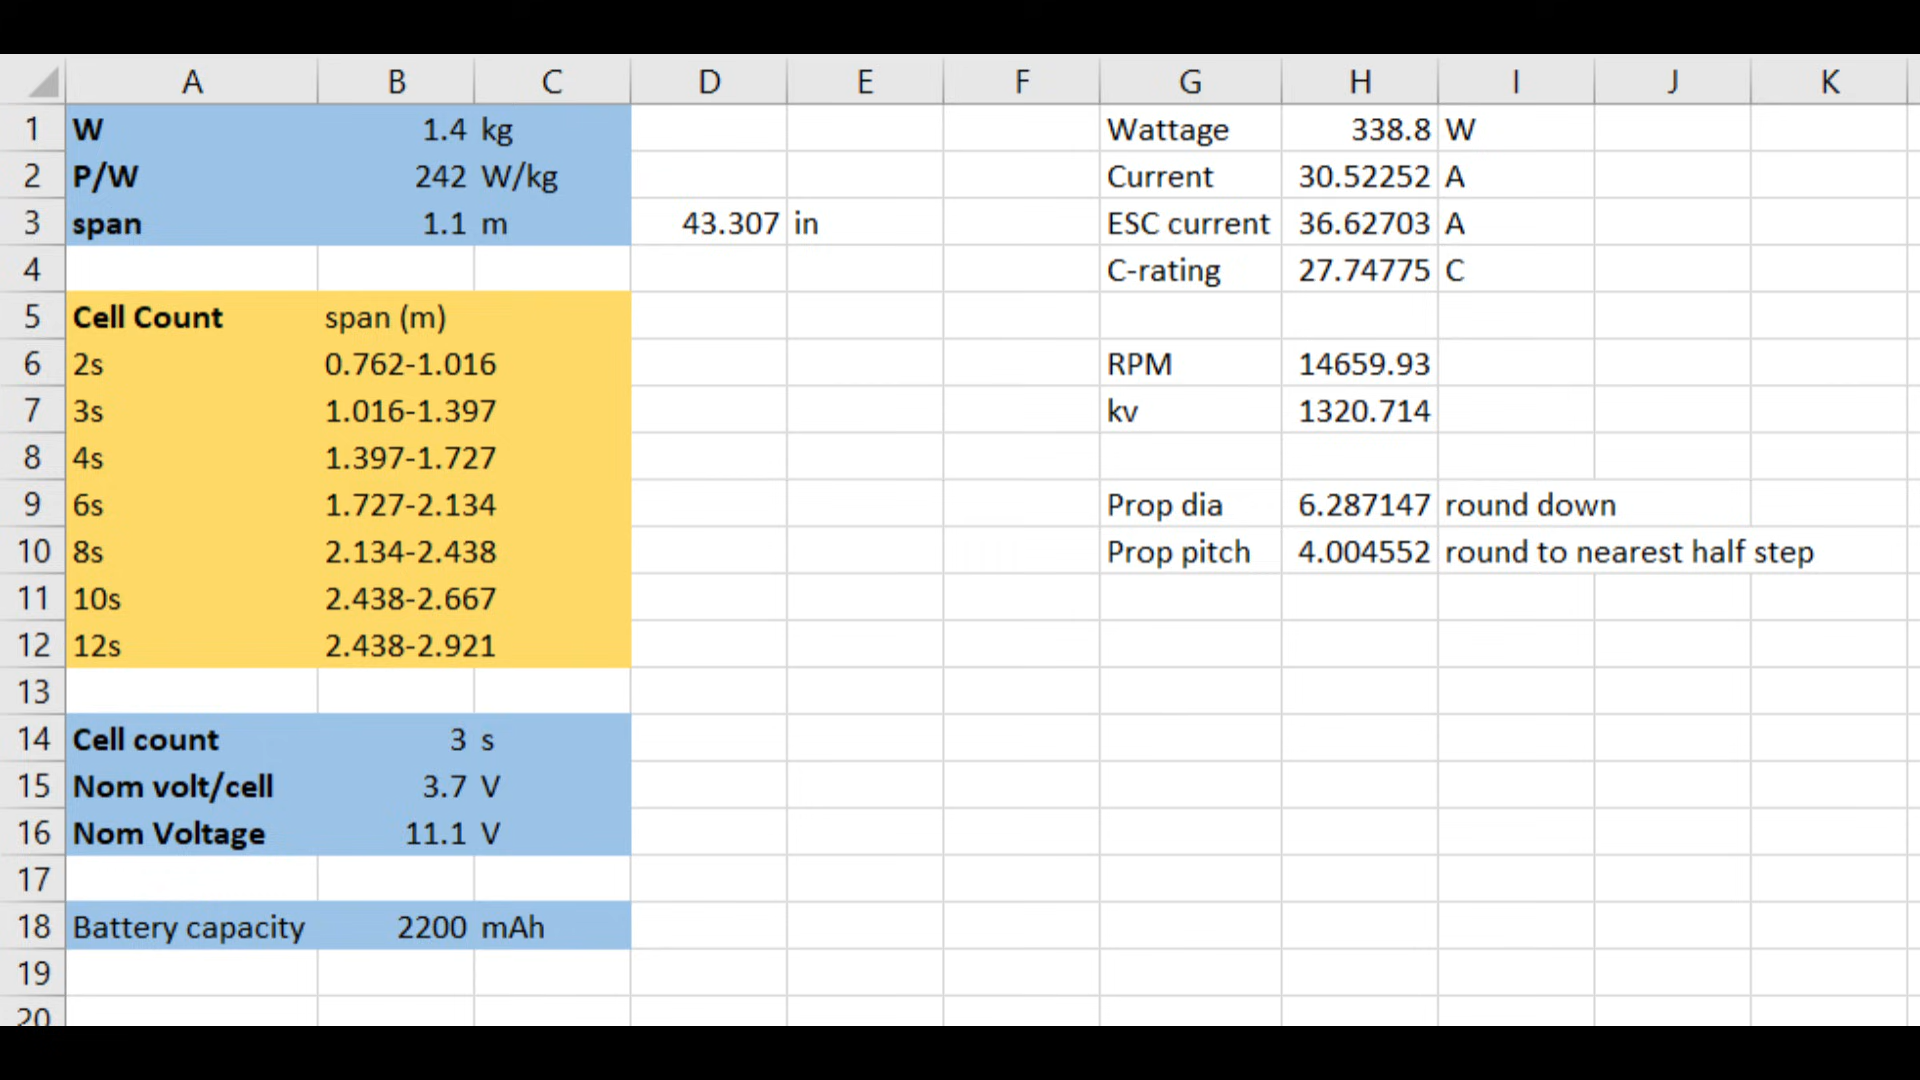 A B C D E F G H I J K
1 W 1.4 kg Wattage 338.8 W
2 P/W 242 W/kg Current 30.52252 A
3 span 1.1 m 43.307 in ESC current 36.62703 A
4 C-rating 27.74775 C
5 Cell Count span (m)
6 2s 0.762-1.016 RPM 14659.93
7 3s 1.016-1.397 kv 1320.714
8 4s 1.397-1.727
9 6s 1.727-2.134 Prop dia 6.287147 round down
10 8s 2.134-2.438 Prop pitch 4.004552 round to nearest half step
11 10s 2.438-2.667
12 12s 2.438-2.921
13
14 Cell count 3 s
15 Nom volt/cell 3.7 V
16 Nom Voltage 11.1 V
17
18 Battery capacity 2200 mAh
19
20